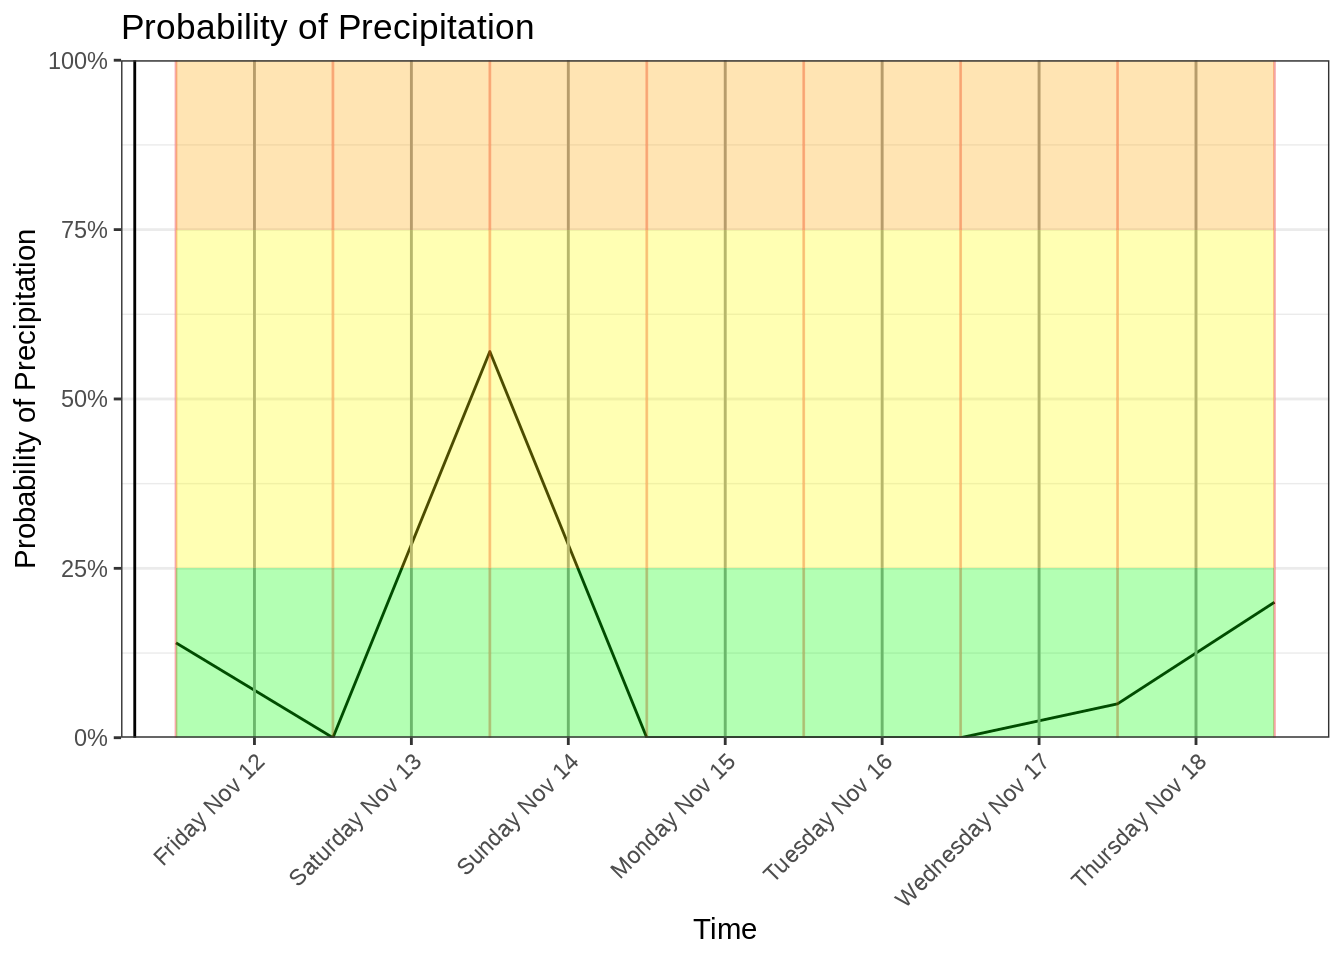 Probability of Precipitation
Probability of Precipitation
100%
75%
50%
25%
0%
Friday Nov 12
Saturday Nov 13
Sunday Nov 14
Monday Nov 15
Tuesday Nov 16
Wednesday Nov 17
Thursday Nov 18
Time